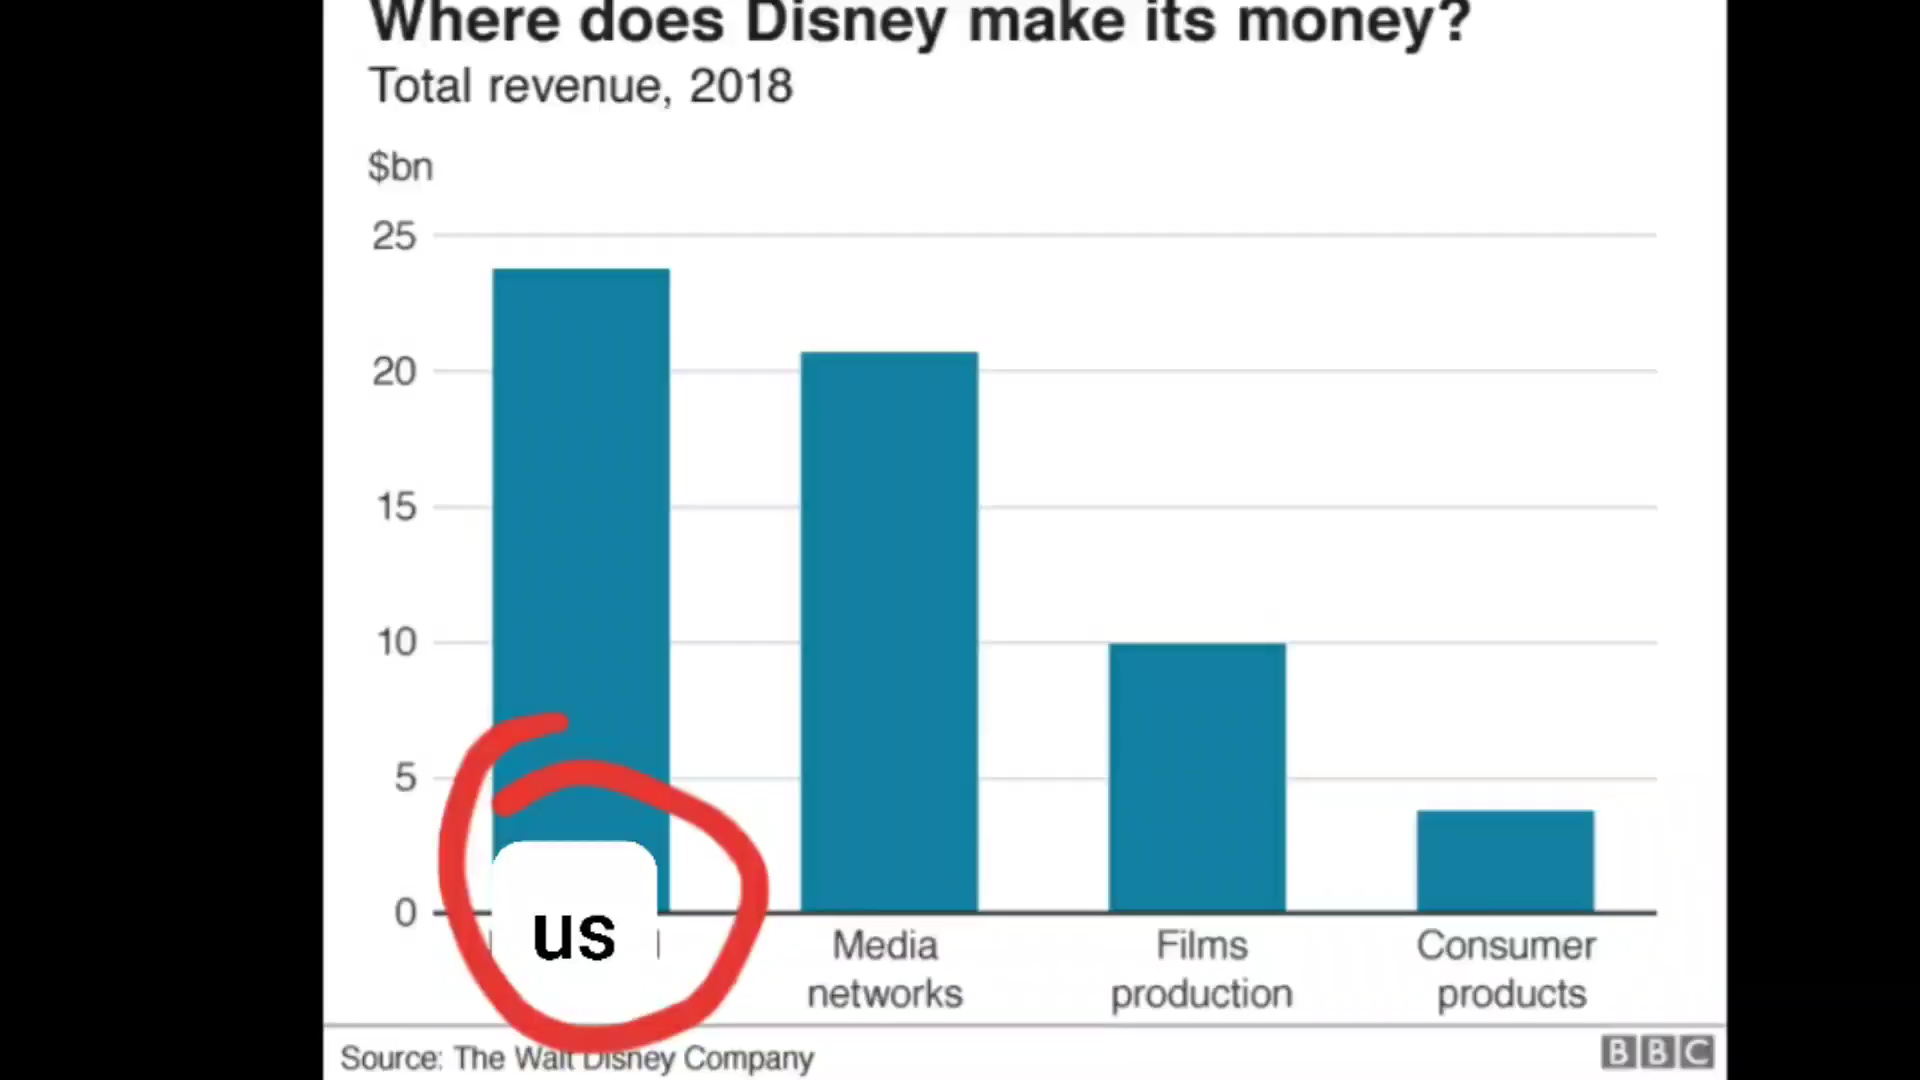 Where does Disney make its money?
Total revenue, 2018
$bn
25
20
15
10
5
0
us
Media
networks
Films
production
Consumer
products
Source: The Walt Disney Company
BBC